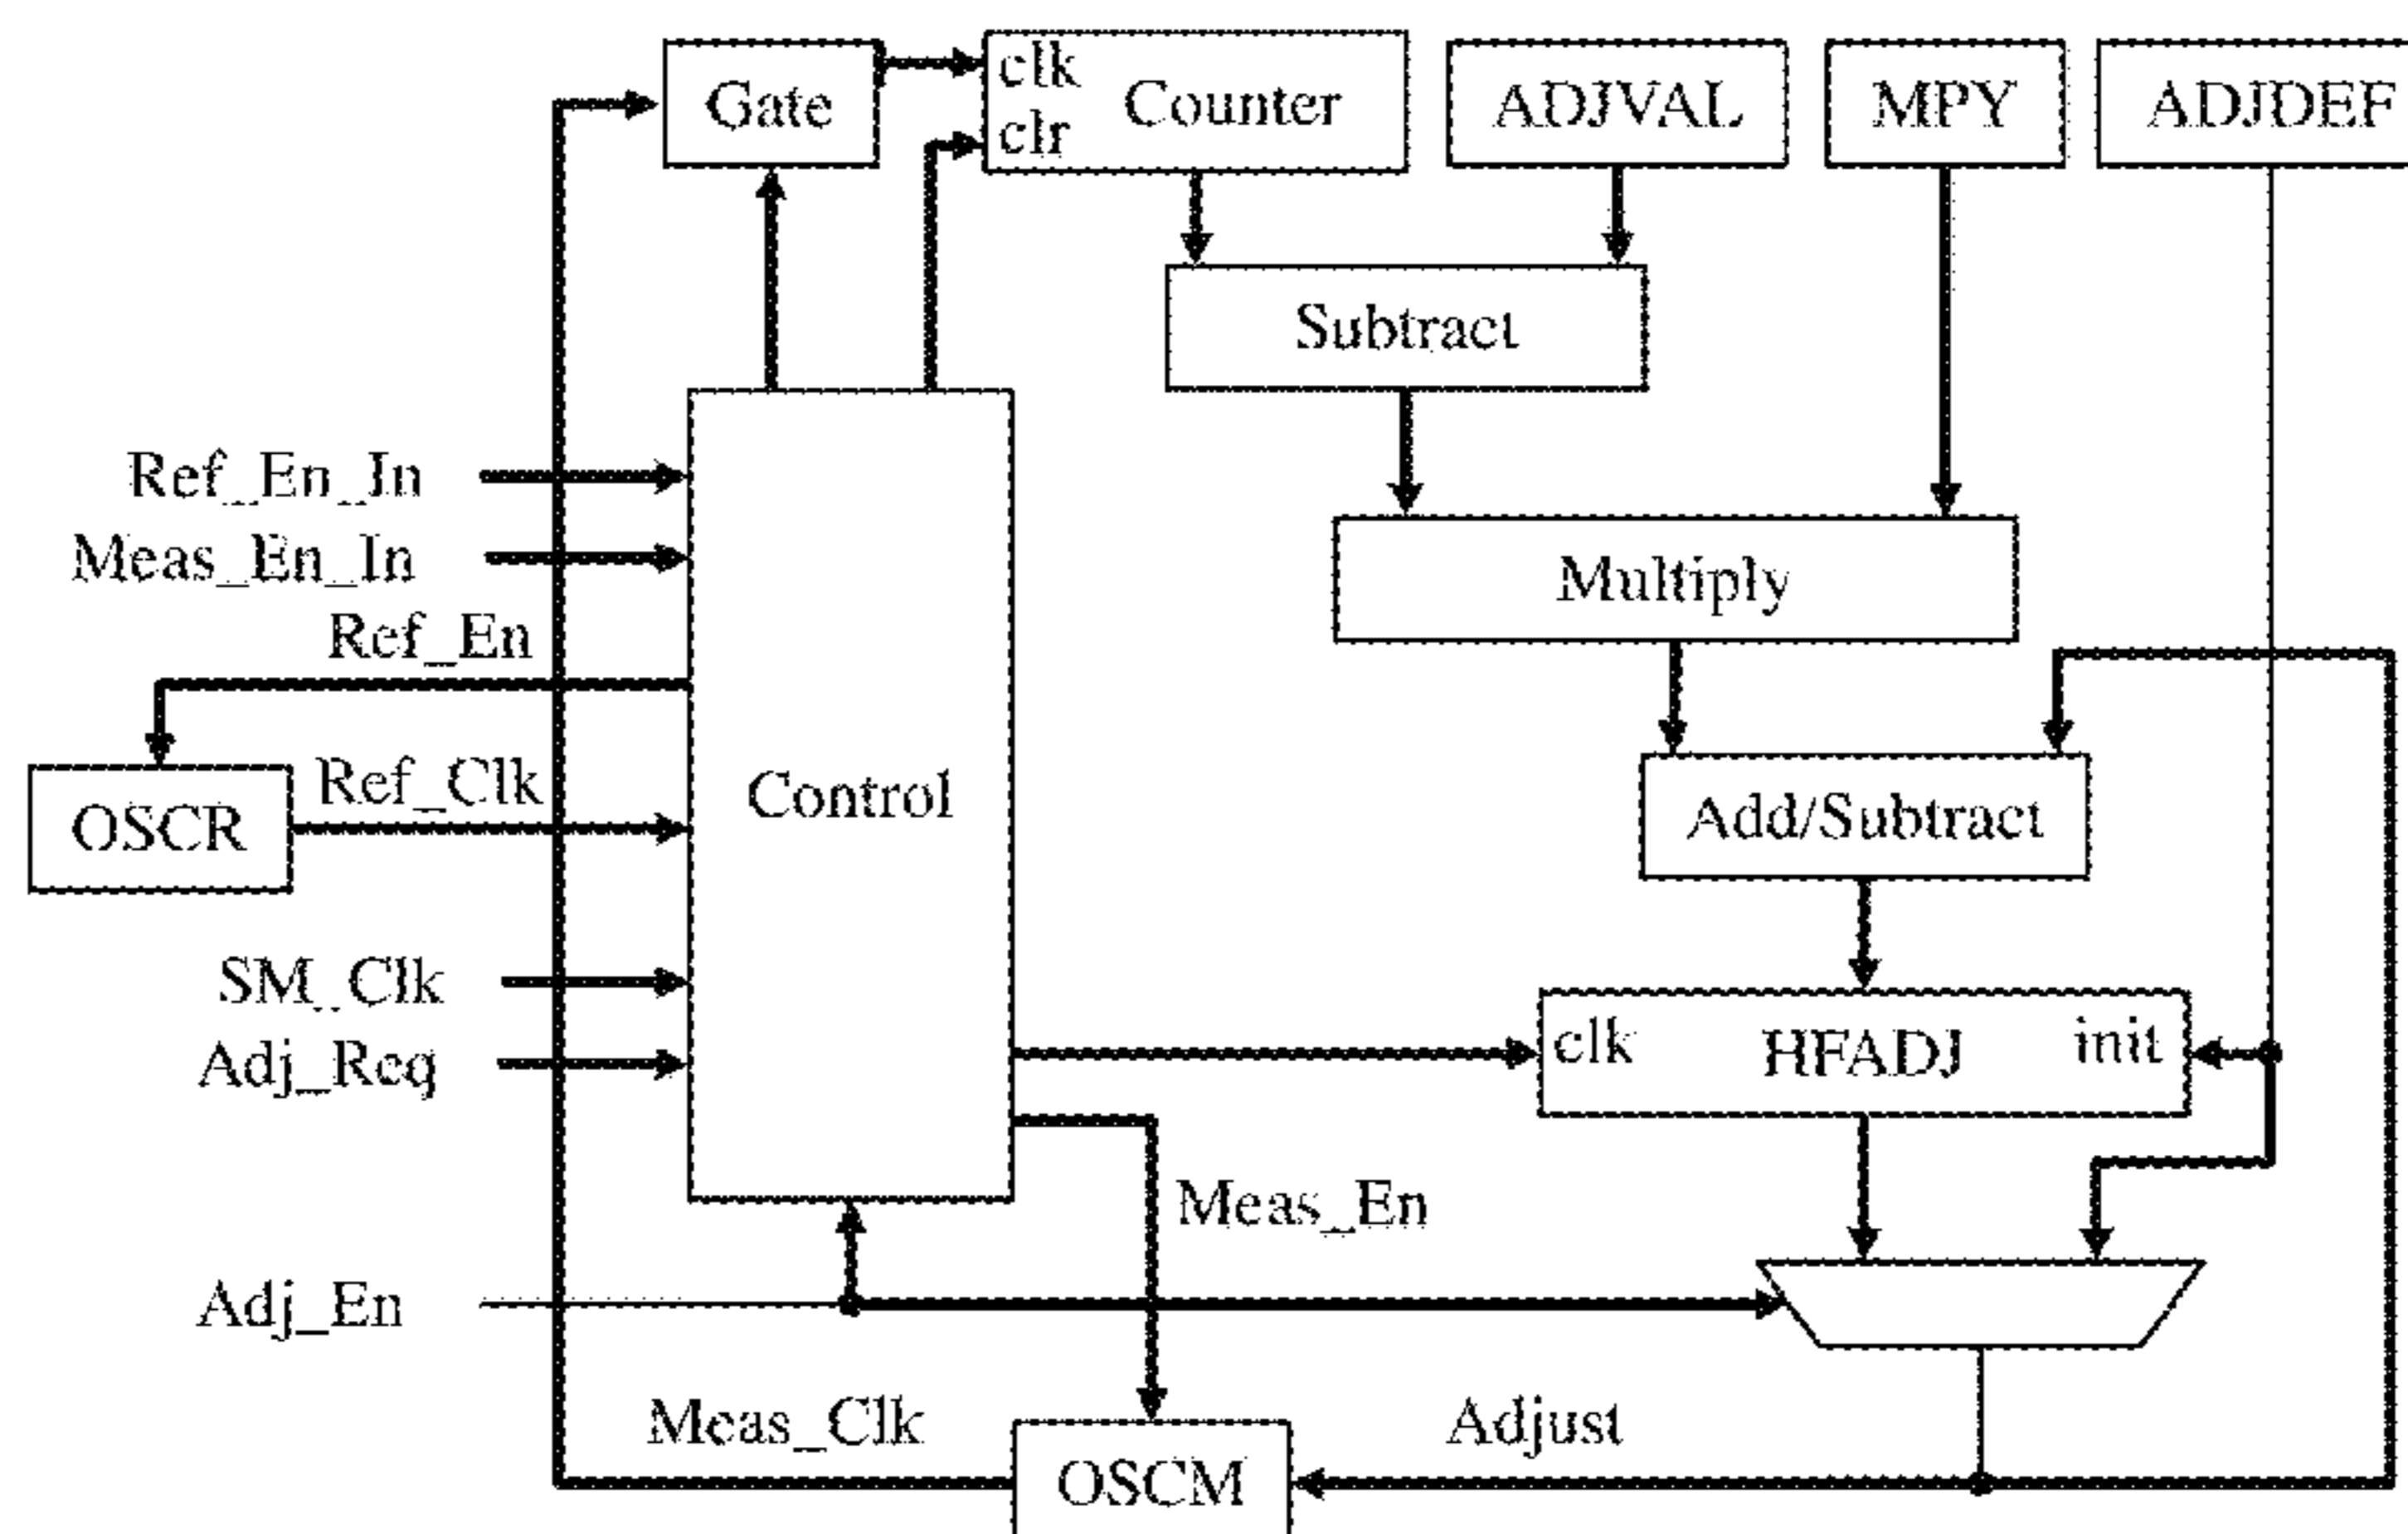 Gate
clk
clr
Counter
ADJVAL
MPY
ADJDEF
Subtract
Ref_En_In
Meas_En_In
Multiply
Ref_En
OSCR
Ref_Clk
Control
Add/Subtract
SM_Clk
Adj_Req
clk
HFADJ
init
Meas_En
Adj_En
Meas_Clk
OSCM
Adjust